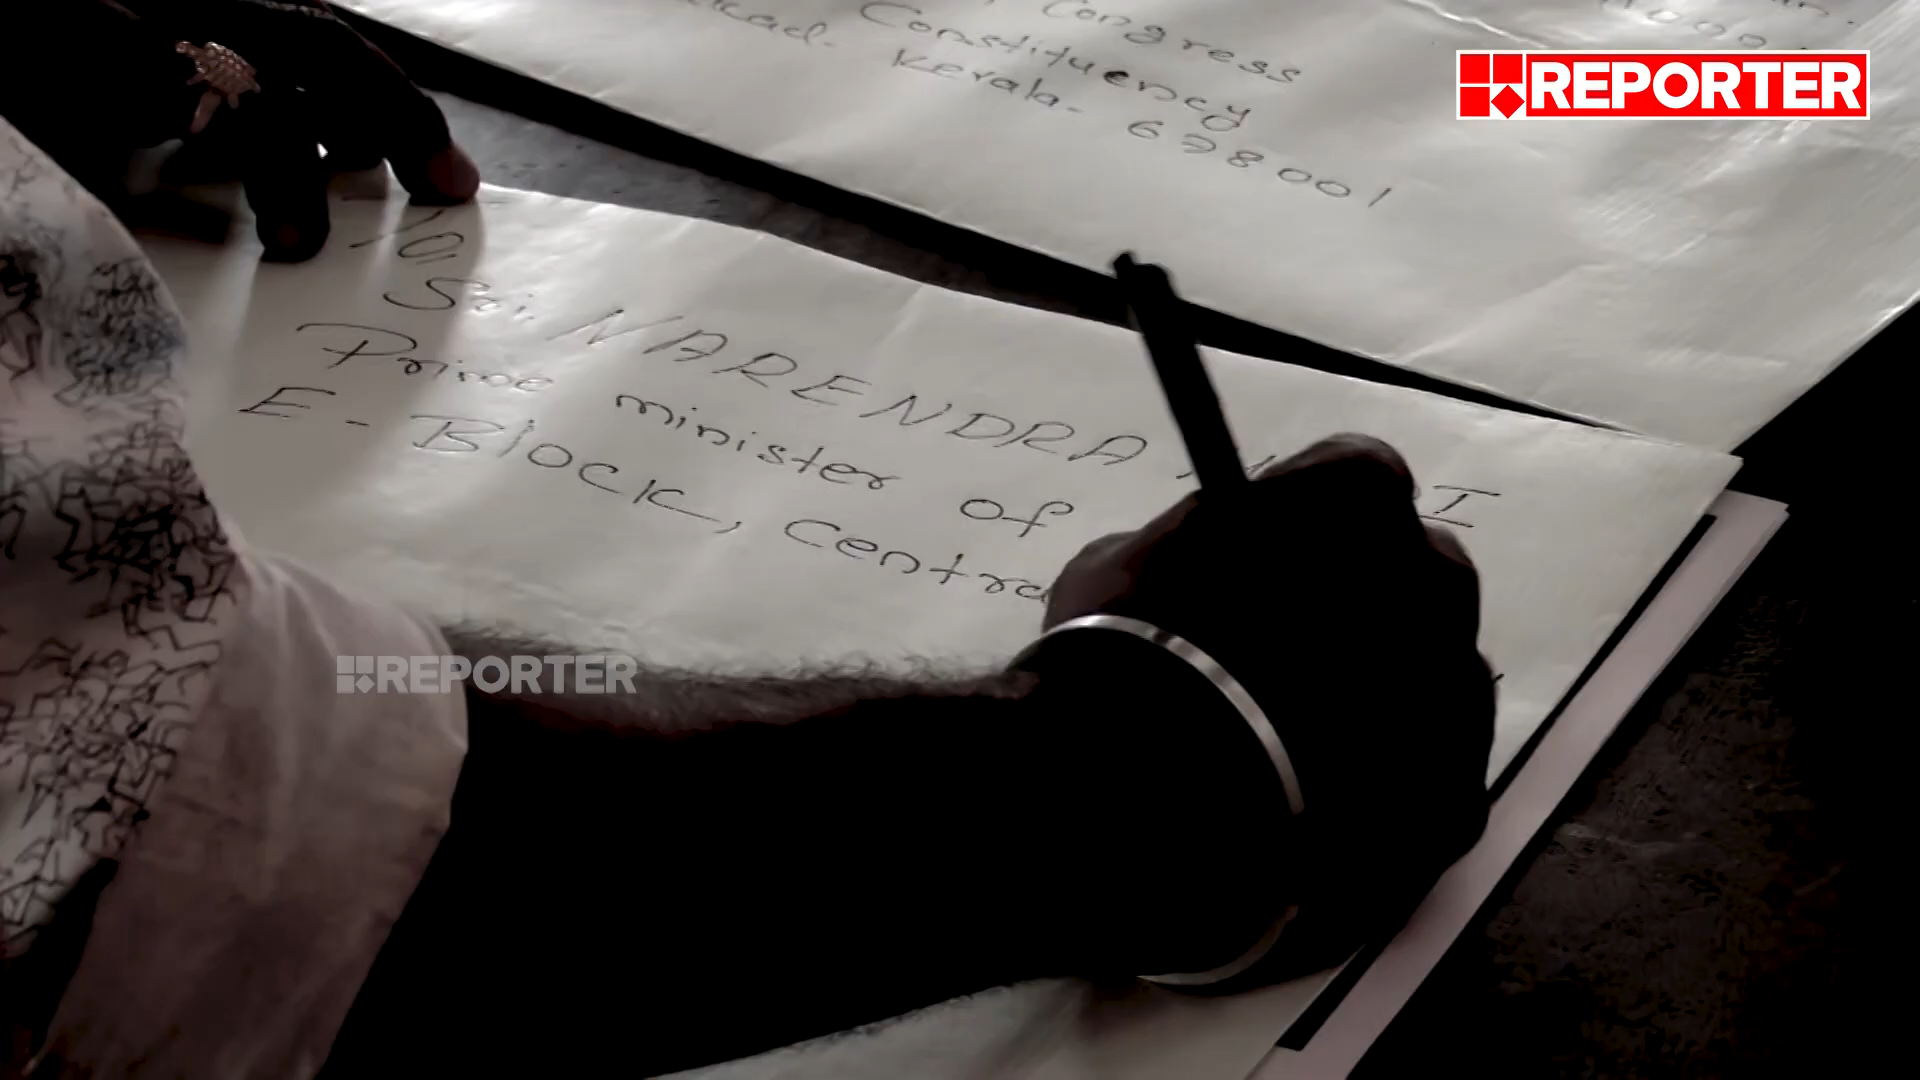 Congress
Constituency
Kerala- 678001
REPORTER
To,
Sri. NARENDRA
Prime minister of
E-Block, Centra
REPORTER